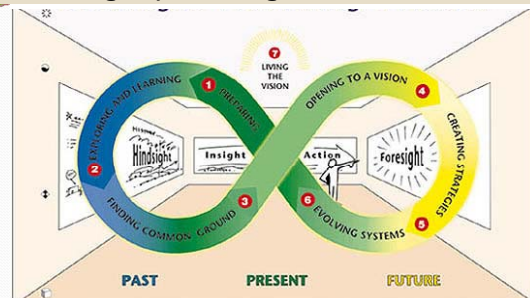 7
LIVING
THE
VISION
1
PREPARING
EXPLORING AND LEARNING
2
FINDING COMMON GROUND
3
OPENING TO A VISION
4
CREATING STRATEGIES
5
EVOLVING SYSTEMS
6
Hindsight
Insight
Action
Foresight
PAST
PRESENT
FUTURE